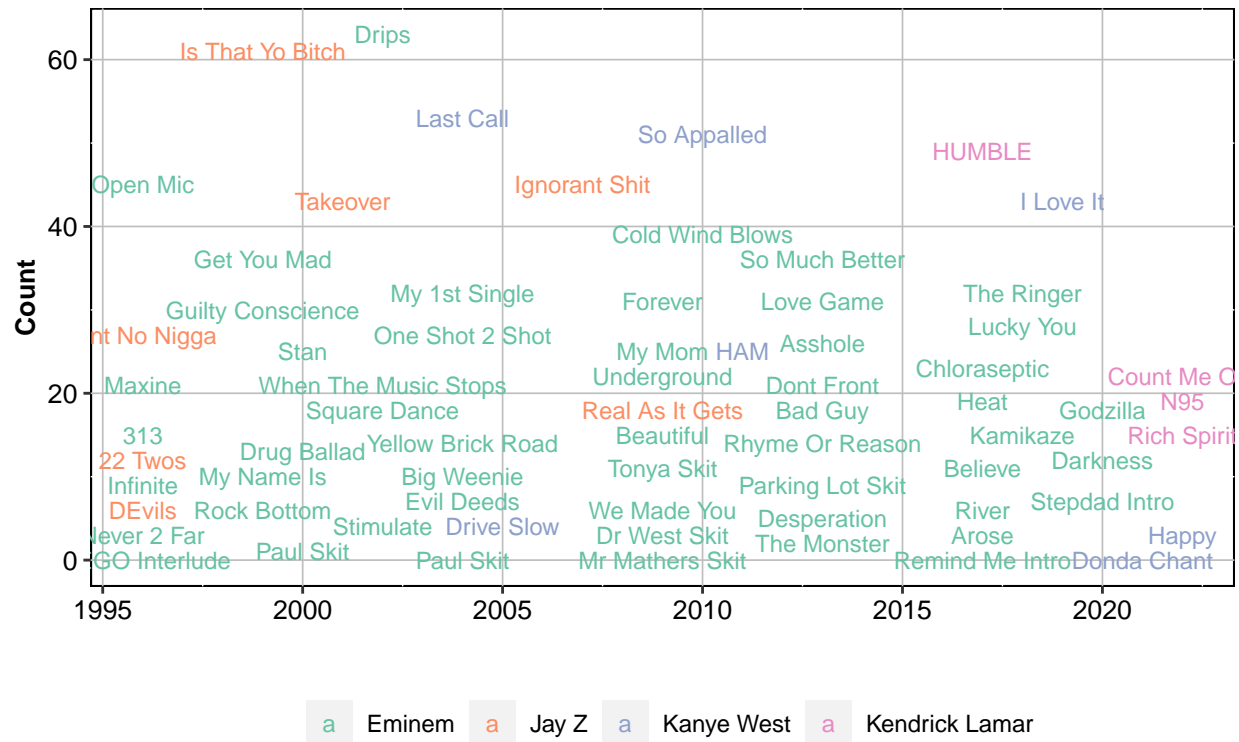 Drips
Is That Yo Bitch
60
Last Call
So Appalled
HUMBLE
Open Mic
Ignorant Shit
Takeover
I Love It
40
Cold Wind Blows
Get You Mad
So Much Better
My 1st Single
Forever
Love Game
The Ringer
Guilty Conscience
Lucky You
nt No Nigga
One Shot 2 Shot
Stan
My Mom
HAM
Asshole
Chloraseptic
Maxine
When The Music Stops
Underground
Dont Front
Count Me O
20
Square Dance
Real As It Gets
Bad Guy
Heat
Godzilla
N95
313
Drug Ballad
Yellow Brick Road
Beautiful
Rhyme Or Reason
Kamikaze
Rich Spirit
22 Twos
My Name Is
Big Weenie
Tonya Skit
Believe
Darkness
Infinite
Parking Lot Skit
DEvils
Rock Bottom
Evil Deeds
We Made You
River
Stepdad Intro
Never 2 Far
Stimulate
Drive Slow
Dr West Skit
Desperation
The Monster
Arose
Happy
GO Interlude
Paul Skit
Paul Skit
Mr Mathers Skit
Remind Me Intro
Donda Chant
0
Count
1995 2000 2005 2010 2015 2020
a Eminem a Jay Z a Kanye West a Kendrick Lamar